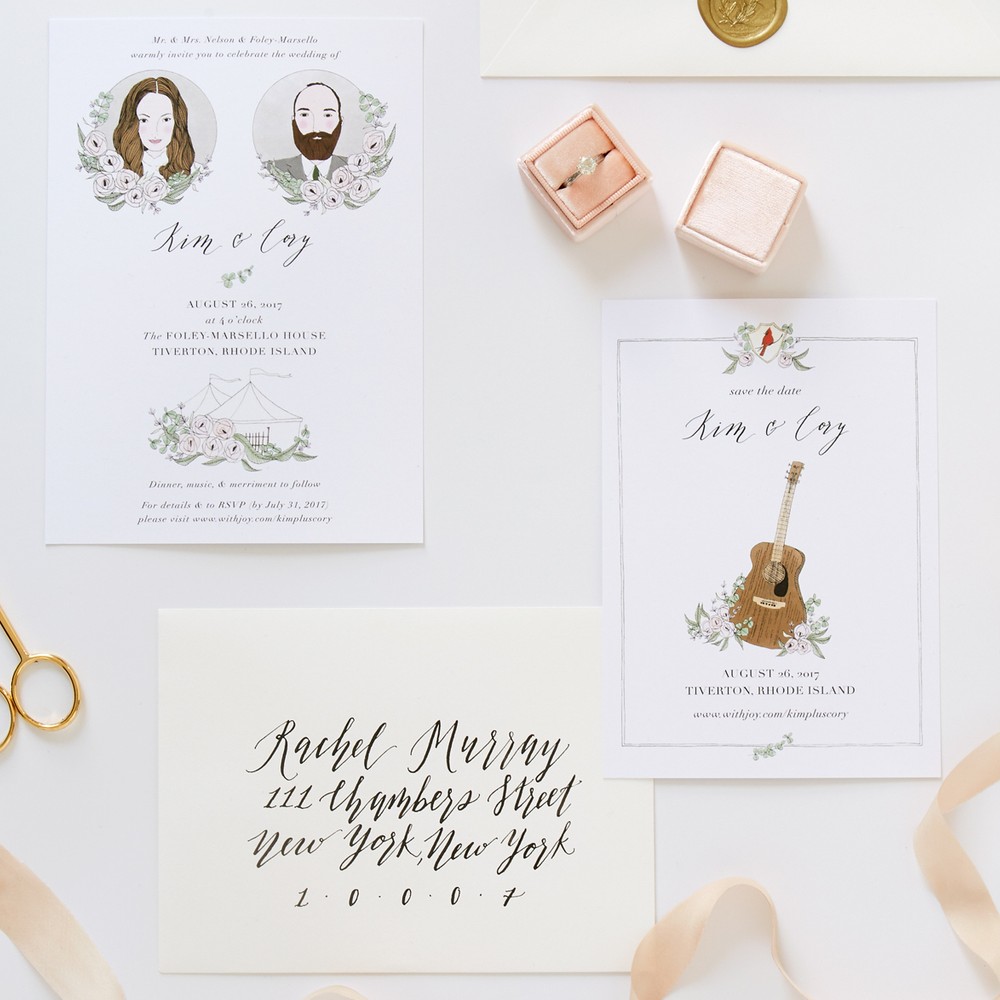 Mr. & Mrs. Nelson & Foley-Marsello
warmly invite you to celebrate the wedding of
Kim & Cory
AUGUST 26, 2017
at 4 o'clock
The FOLEY-MARSELLO HOUSE
TIVERTON, RHODE ISLAND
Dinner, music, & merriment to follow
For details & to RSVP (by July 31, 2017)
please visit www.withjoy.com/kimpluscory
save the date
Kim & Cory
AUGUST 26, 2017
TIVERTON, RHODE ISLAND
www.withjoy.com/kimpluscory
Rachel Murray
111 Chambers Street
New York, New York
1 · 0 · 0 · 0 · 7